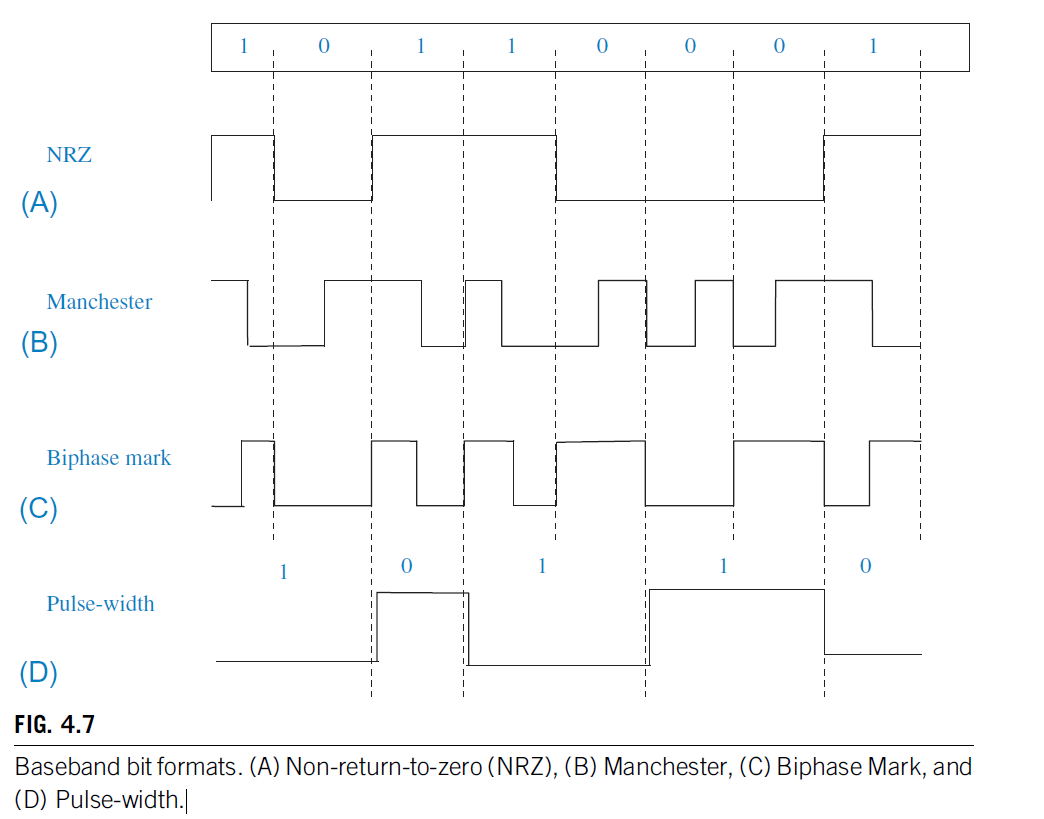 1 0 1 1 0 0 0 1
NRZ
(A)
Manchester
(B)
Biphase mark
(C)
1 0 1 1 0
Pulse-width
(D)
FIG. 4.7
Baseband bit formats. (A) Non-return-to-zero (NRZ), (B) Manchester, (C) Biphase Mark, and
(D) Pulse-width.